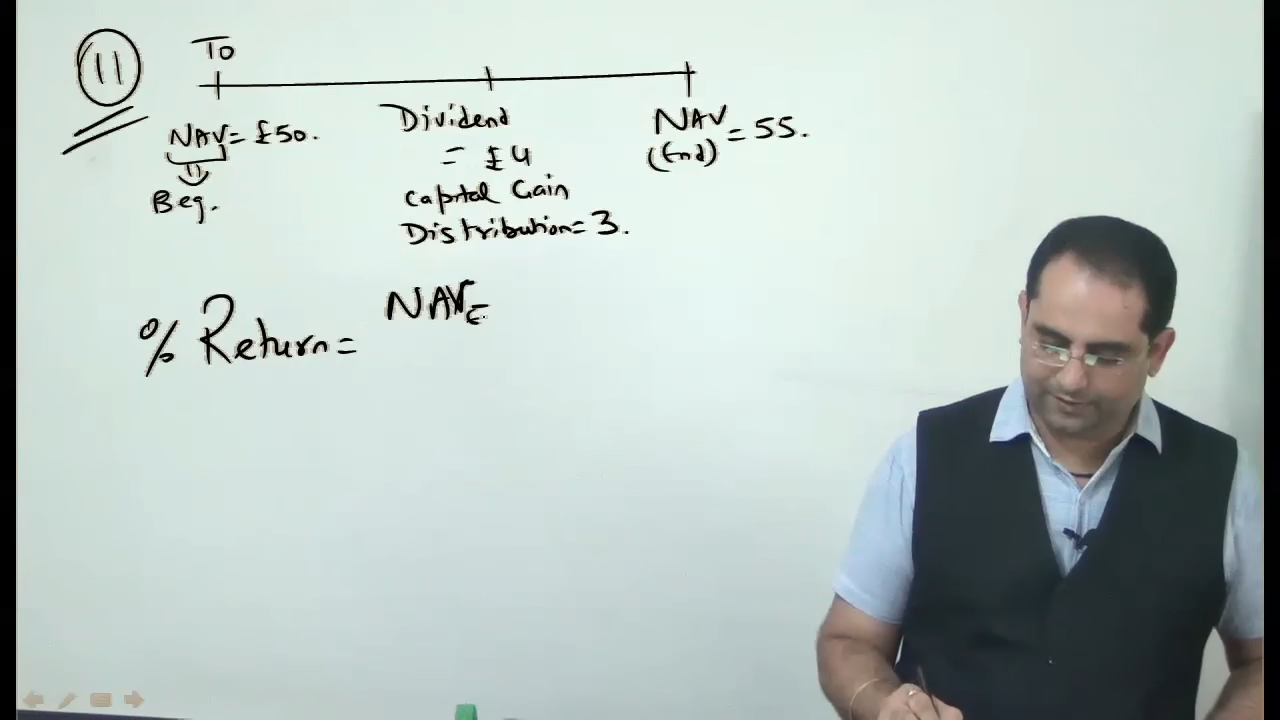 11
To
NAV = £50.
Beg.
Dividend
= £4
Capital Gain
Distribution = 3.
NAV
(End)
= 55.
% Return =
NAVE